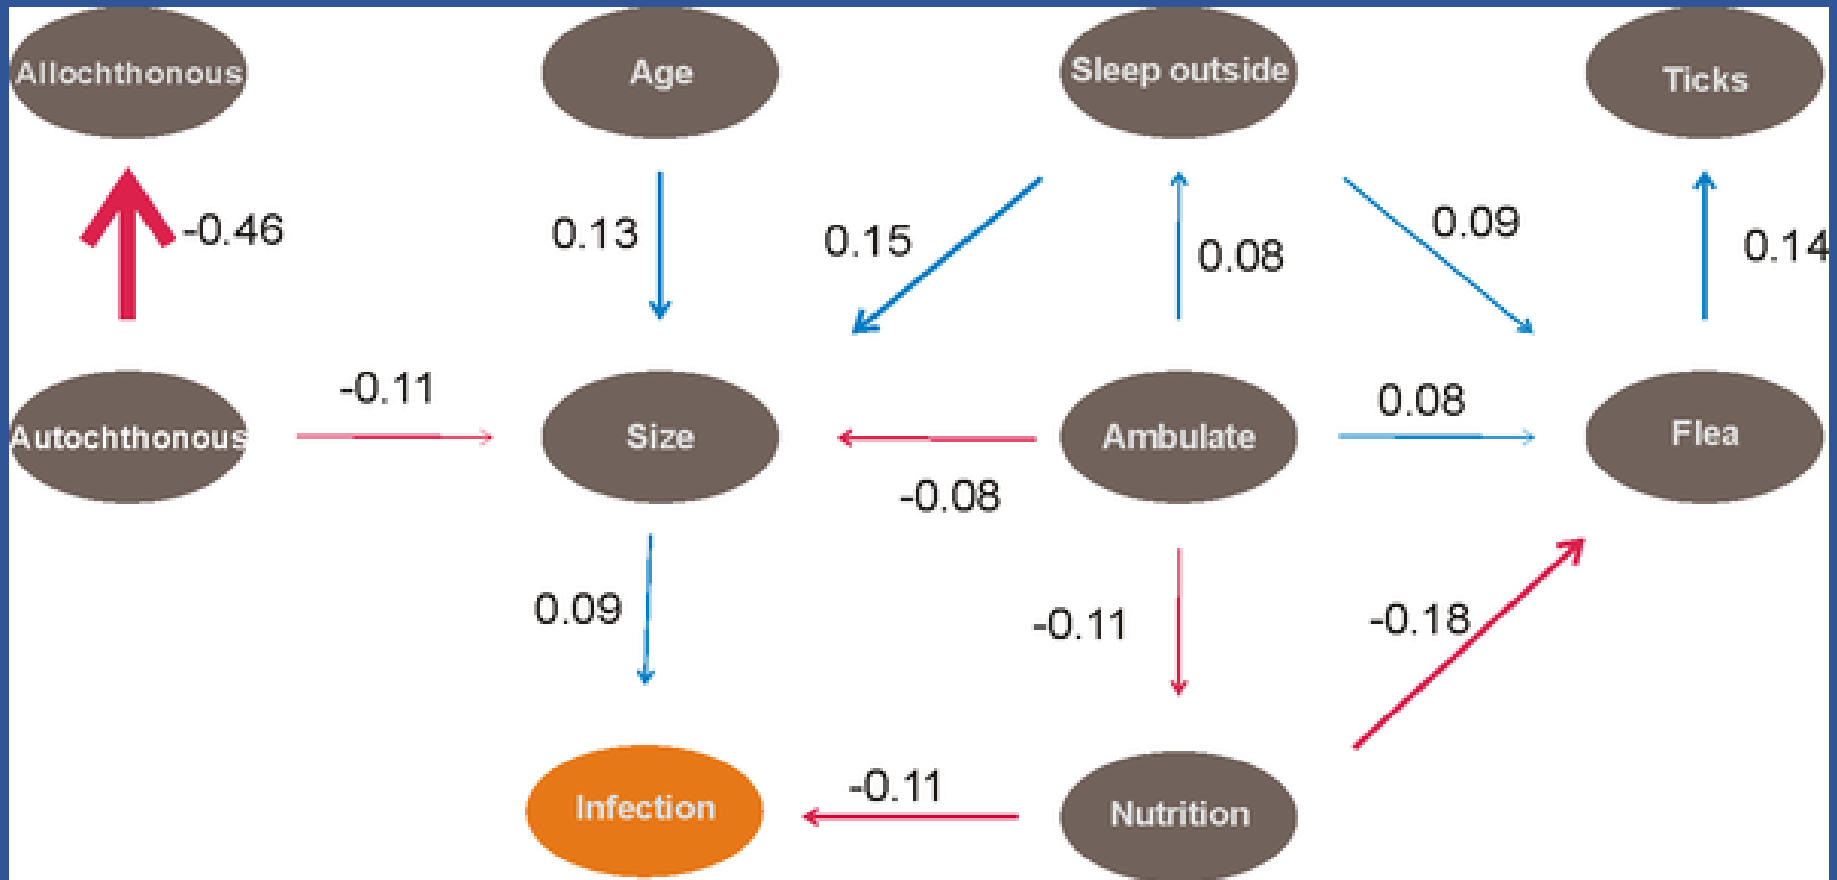 Allochthonous
Age
Sleep outside
Ticks
-0.46
0.13
0.15
0.08
0.09
0.14
Autochthonous
-0.11
Size
-0.08
Ambulate
0.08
Flea
0.09
-0.11
-0.18
Infection
-0.11
Nutrition